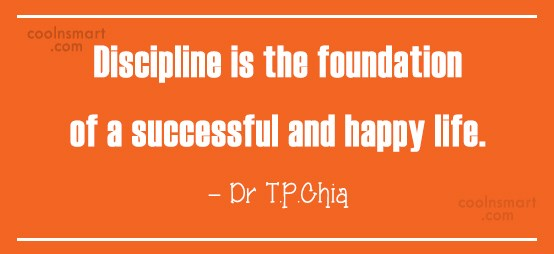 coolnsmart
.com
Discipline is the foundation
of a successful and happy life.
– Dr T.P.Chia
coolnsmart
.com